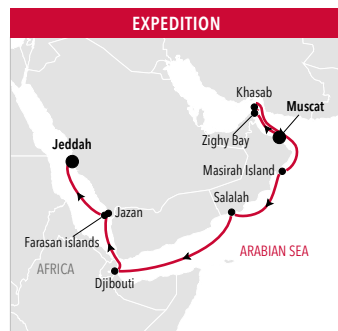 EXPEDITION
Khasab
Muscat
Zighy Bay
Jeddah
Masirah Island
Salalah
Jazan
Farasan islands
ARABIAN SEA
AFRICA
Djibouti